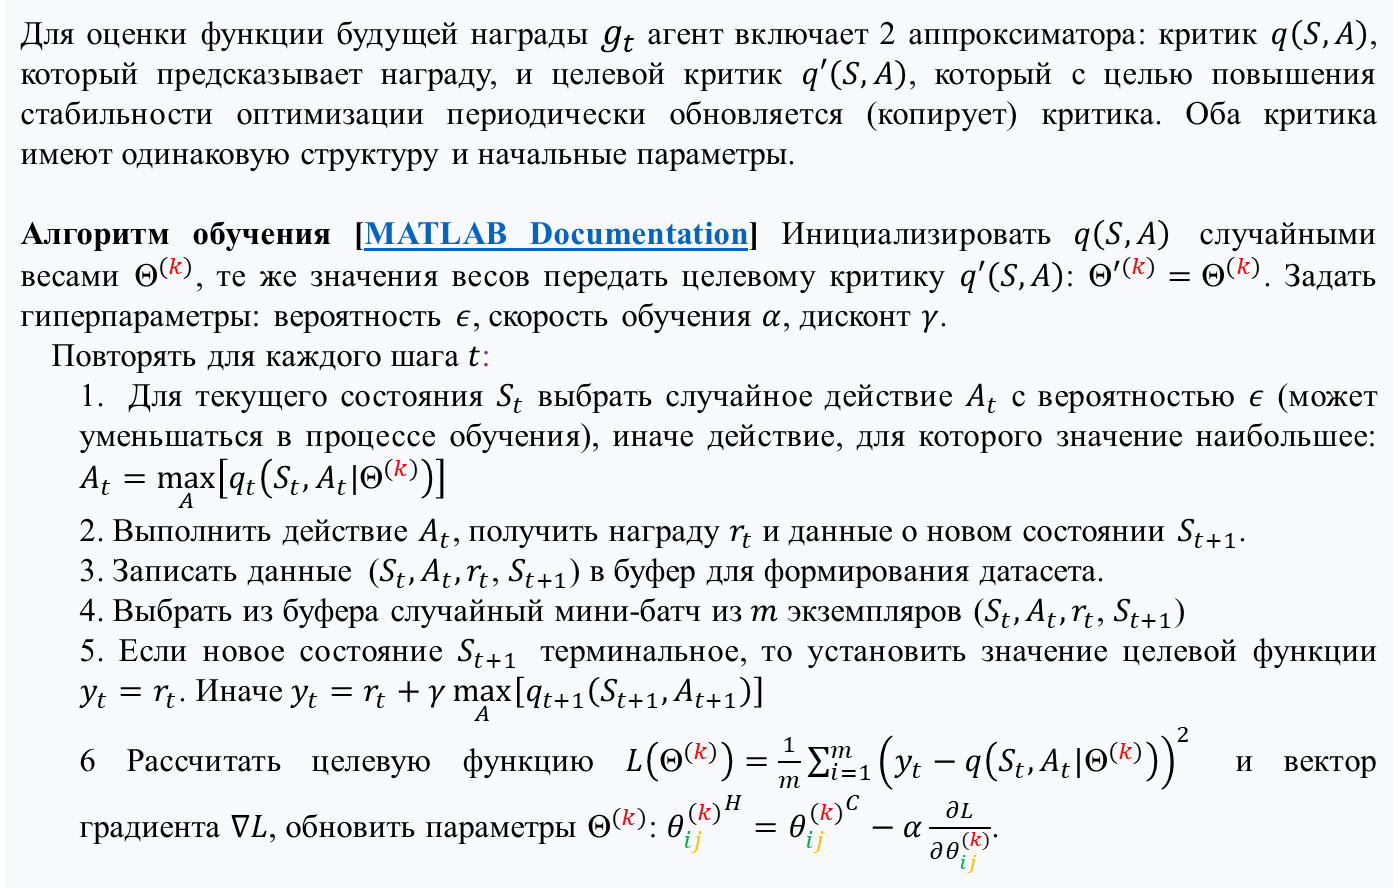 Для оценки функции будущей награды g_t агент включает 2 аппроксиматора: критик q(S, A),
который предсказывает награду, и целевой критик q′(S, A), который с целью повышения
стабильности оптимизации периодически обновляется (копирует) критика. Оба критика
имеют одинаковую структуру и начальные параметры.
Алгоритм обучения [MATLAB Documentation] Инициализировать q(S, A) случайными
весами Θ^(k), те же значения весов передать целевому критику q′(S, A): Θ′^(k) = Θ^(k). Задать
гиперпараметры: вероятность ϵ, скорость обучения α, дисконт γ.
Повторять для каждого шага t:
1. Для текущего состояния S_t выбрать случайное действие A_t с вероятностью ϵ (может
уменьшаться в процессе обучения), иначе действие, для которого значение наибольшее:
A_t = max_A[q_t(S_t, A_t|Θ^(k))]
2. Выполнить действие A_t, получить награду r_t и данные о новом состоянии S_{t+1}.
3. Записать данные (S_t, A_t, r_t, S_{t+1}) в буфер для формирования датасета.
4. Выбрать из буфера случайный мини-батч из m экземпляров (S_t, A_t, r_t, S_{t+1})
5. Если новое состояние S_{t+1} терминальное, то установить значение целевой функции
y_t = r_t. Иначе y_t = r_t + γ max_A[q_{t+1}(S_{t+1}, A_{t+1})]
6 Рассчитать целевую функцию L(Θ^(k)) = 1/m ∑_{i=1}^m (y_t − q(S_t, A_t|Θ^(k)))^2 и вектор
градиента ∇L, обновить параметры Θ^(k): θ_{ij}^{(k)^H} = θ_{ij}^{(k)^C} − α ∂L/∂θ_{ij}^{(k)}.